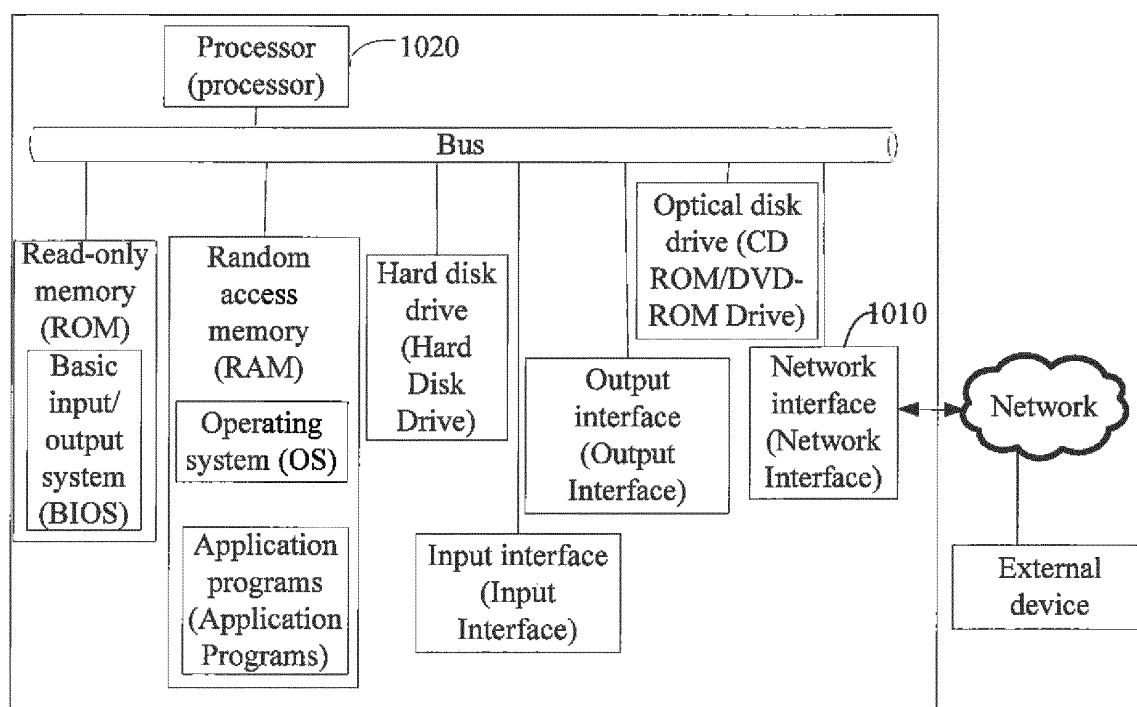 Processor
(processor)
1020
Bus
Read-only
memory
(ROM)
Basic
input/
output
system
(BIOS)
Random
access
memory
(RAM)
Operating
system (OS)
Application
programs
(Application
Programs)
Hard disk
drive
(Hard
Disk
Drive)
Input interface
(Input
Interface)
Output
interface
(Output
Interface)
Optical disk
drive (CD
ROM/DVD-
ROM Drive)
1010
Network
interface
(Network
Interface)
Network
External
device